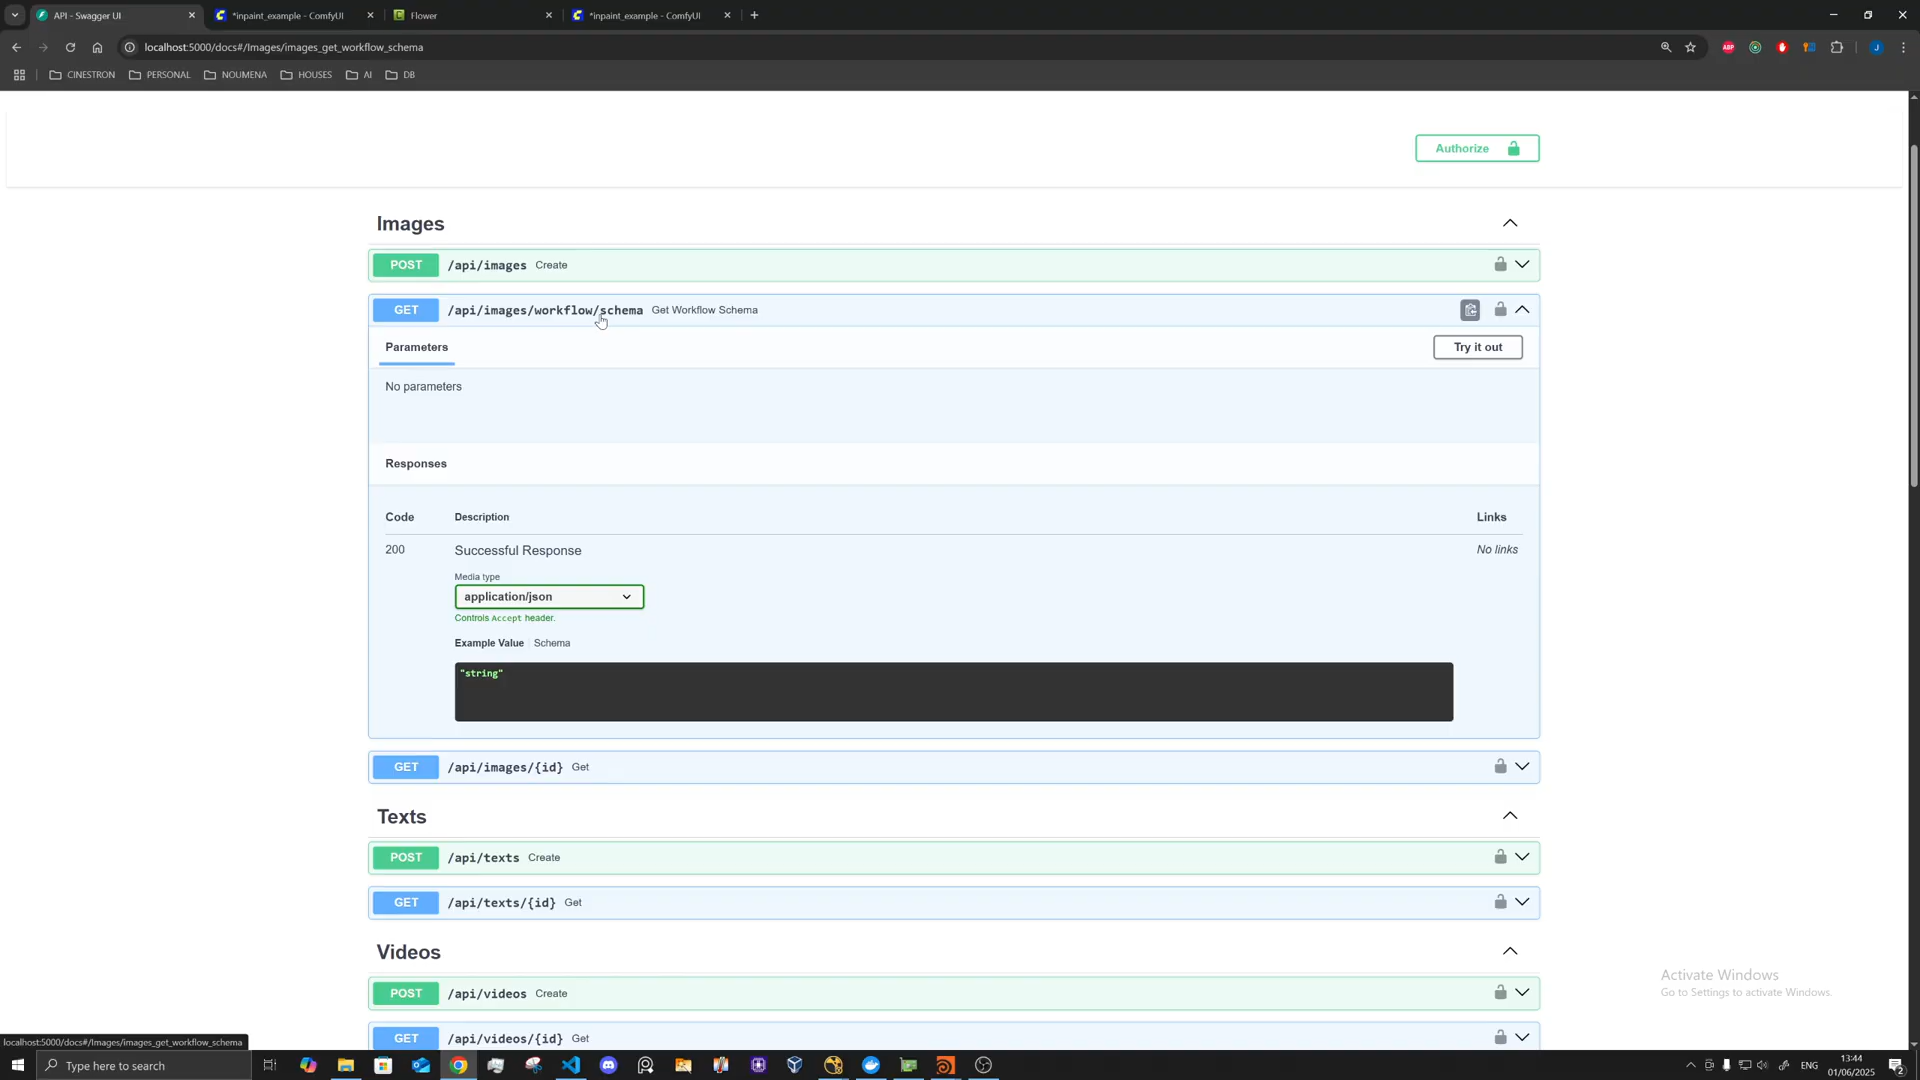 API - Swagger UI
*inpaint_example - ComfyUI
Flower
*inpaint_example - ComfyUI
localhost:5000/docs#/Images/images_get_workflow_schema
ABP
J
CINESTRON
PERSONAL
NOUMENA
HOUSES
AI
DB
Authorize
Images
POST /api/images Create
GET /api/images/workflow/schema Get Workflow Schema
Parameters
Try it out
No parameters
Responses
Code Description Links
200 Successful Response No links
Media type
application/json
Controls Accept header.
Example Value Schema
"string"
GET /api/images/{id} Get
Texts
POST /api/texts Create
GET /api/texts/{id} Get
Videos
POST /api/videos Create
GET /api/videos/{id} Get
Activate Windows
Go to Settings to activate Windows.
localhost:5000/docs#/Images/images_get_workflow_schema
Type here to search
ENG
13:44
01/06/2025
2